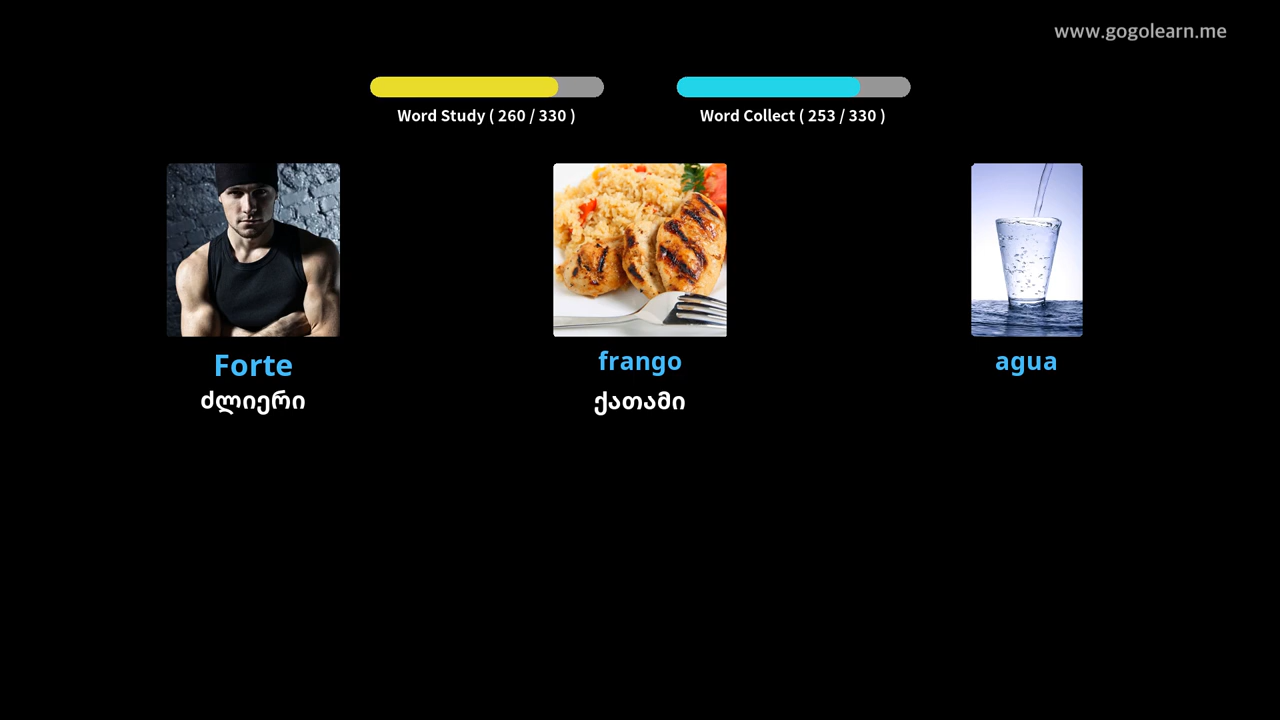 www.gogolearn.me
Word Study ( 260 / 330 )
Word Collect ( 253 / 330 )
Forte
ძლიერი
frango
ქათამი
agua